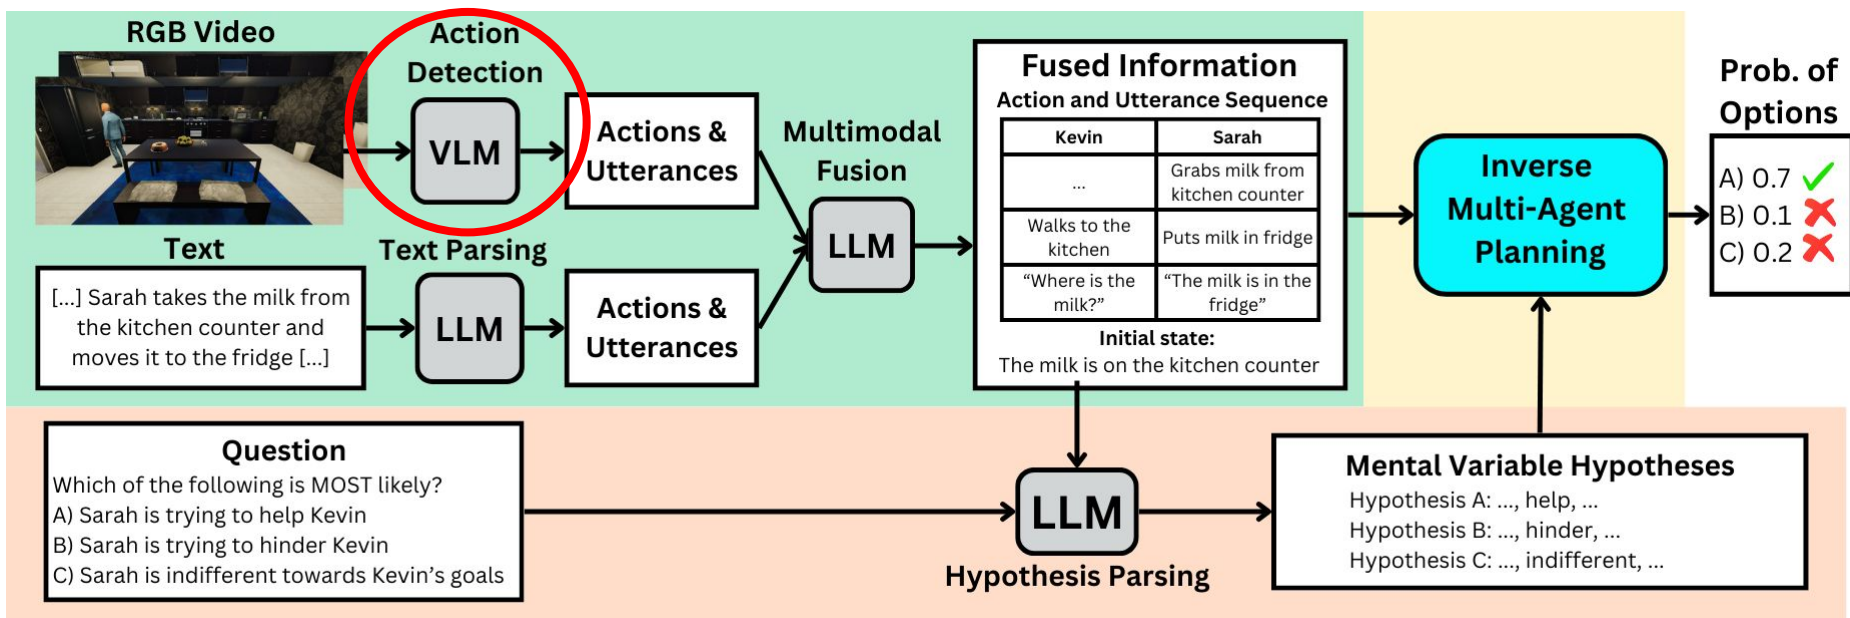 RGB Video
Action
Detection
VLM
Actions &
Utterances
Text
[...] Sarah takes the milk from
the kitchen counter and
moves it to the fridge [...]
Text Parsing
LLM
Actions &
Utterances
Multimodal
Fusion
LLM
Fused Information
Action and Utterance Sequence
Kevin Sarah
... Grabs milk from
kitchen counter
Walks to the
kitchen
Puts milk in fridge
“Where is the
milk?”
“The milk is in the
fridge”
Initial state:
The milk is on the kitchen counter
Inverse
Multi-Agent
Planning
Prob. of
Options
A) 0.7
B) 0.1
C) 0.2
Question
Which of the following is MOST likely?
A) Sarah is trying to help Kevin
B) Sarah is trying to hinder Kevin
C) Sarah is indifferent towards Kevin’s goals
LLM
Hypothesis Parsing
Mental Variable Hypotheses
Hypothesis A: ..., help, ...
Hypothesis B: ..., hinder, ...
Hypothesis C: ..., indifferent, ...